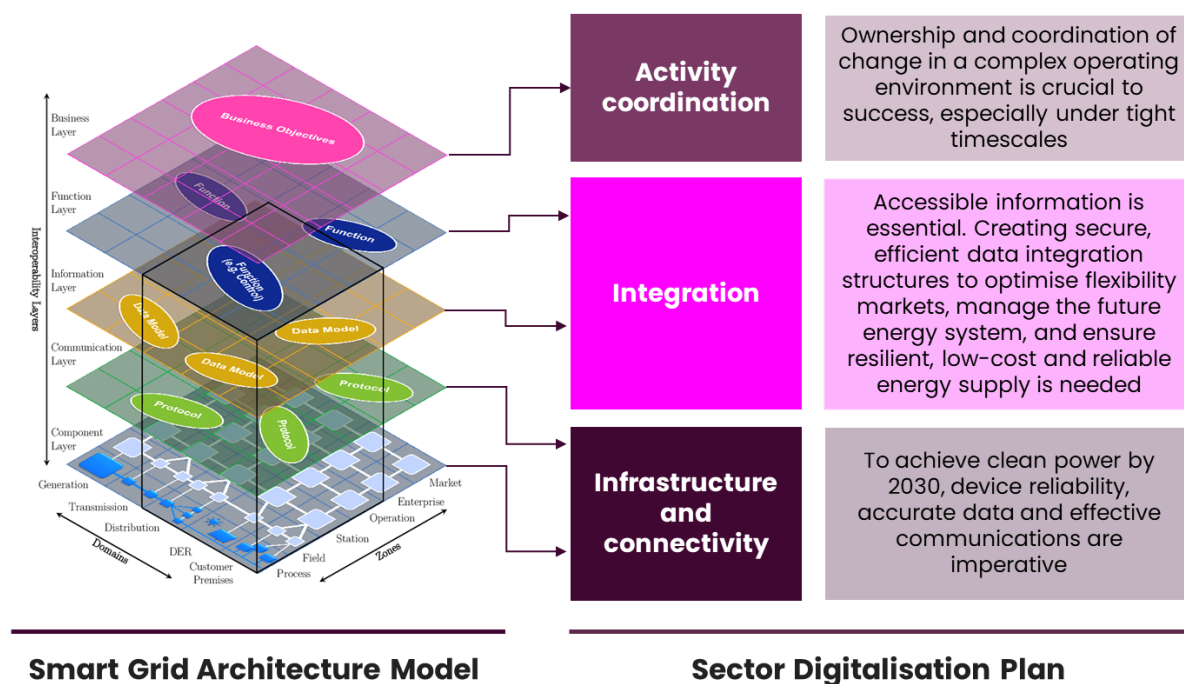 Business
Layer
Function
Layer
Information
Layer
Communication
Layer
Component
Layer
Interoperability Layers
Business Objectives
Function
Function
Function
(e.g. Control)
Data Model
Data Model
Data Model
Protocol
Protocol
Protocol
Generation
Transmission
Distribution
DER
Customer
Premises
Domains
Market
Enterprise
Operation
Station
Field
Process
Zones
Activity
coordination
Ownership and coordination of
change in a complex operating
environment is crucial to
success, especially under tight
timescales
Integration
Accessible information is
essential. Creating secure,
efficient data integration
structures to optimise flexibility
markets, manage the future
energy system, and ensure
resilient, low-cost and reliable
energy supply is needed
Infrastructure
and
connectivity
To achieve clean power by
2030, device reliability,
accurate data and effective
communications are
imperative
Smart Grid Architecture Model
Sector Digitalisation Plan